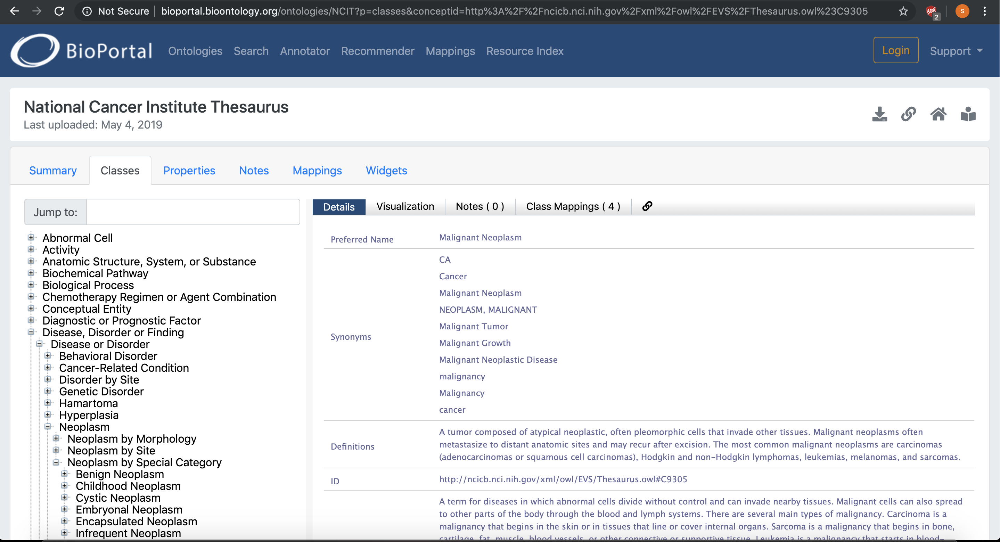 Not Secure | bioportal.bioontology.org/ontologies/NCIT?p=classes&conceptid=http%3A%2F%2Fncicb.nci.nih.gov%2Fxml%2Fowl%2FEVS%2FThesaurus.owl%23C9305
ABP
2
S
BioPortal Ontologies Search Annotator Recommender Mappings Resource Index Login Support
National Cancer Institute Thesaurus
Last uploaded: May 4, 2019
Summary Classes Properties Notes Mappings Widgets
Jump to:
Abnormal Cell
Activity
Anatomic Structure, System, or Substance
Biochemical Pathway
Biological Process
Chemotherapy Regimen or Agent Combination
Conceptual Entity
Diagnostic or Prognostic Factor
Disease, Disorder or Finding
Disease or Disorder
Behavioral Disorder
Cancer-Related Condition
Disorder by Site
Genetic Disorder
Hamartoma
Hyperplasia
Neoplasm
Neoplasm by Morphology
Neoplasm by Site
Neoplasm by Special Category
Benign Neoplasm
Childhood Neoplasm
Cystic Neoplasm
Embryonal Neoplasm
Encapsulated Neoplasm
Infrequent Neoplasm
Details Visualization Notes ( 0 ) Class Mappings ( 4 )
Preferred Name Malignant Neoplasm
Synonyms
CA
Cancer
Malignant Neoplasm
NEOPLASM, MALIGNANT
Malignant Tumor
Malignant Growth
Malignant Neoplastic Disease
malignancy
Malignancy
cancer
Definitions
A tumor composed of atypical neoplastic, often pleomorphic cells that invade other tissues. Malignant neoplasms often
metastasize to distant anatomic sites and may recur after excision. The most common malignant neoplasms are carcinomas
(adenocarcinomas or squamous cell carcinomas), Hodgkin and non-Hodgkin lymphomas, leukemias, melanomas, and sarcomas.
ID http://ncicb.nci.nih.gov/xml/owl/EVS/Thesaurus.owl#C9305
A term for diseases in which abnormal cells divide without control and can invade nearby tissues. Malignant cells can also spread
to other parts of the body through the blood and lymph systems. There are several main types of malignancy. Carcinoma is a
malignancy that begins in the skin or in tissues that line or cover internal organs. Sarcoma is a malignancy that begins in bone,
cartilage, fat, muscle, blood vessels, or other connective or supportive tissue. Leukemia is a malignancy that starts in blood-